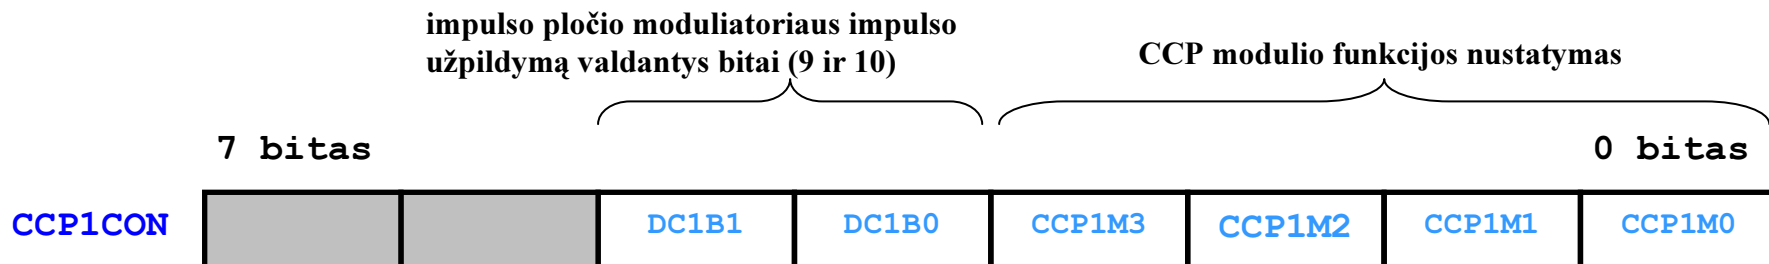 impulso pločio moduliatoriaus impulso
užpildymą valdantys bitai (9 ir 10)
CCP modulio funkcijos nustatymas
7 bitas
0 bitas
CCP1CON DC1B1 DC1B0 CCP1M3 CCP1M2 CCP1M1 CCP1M0